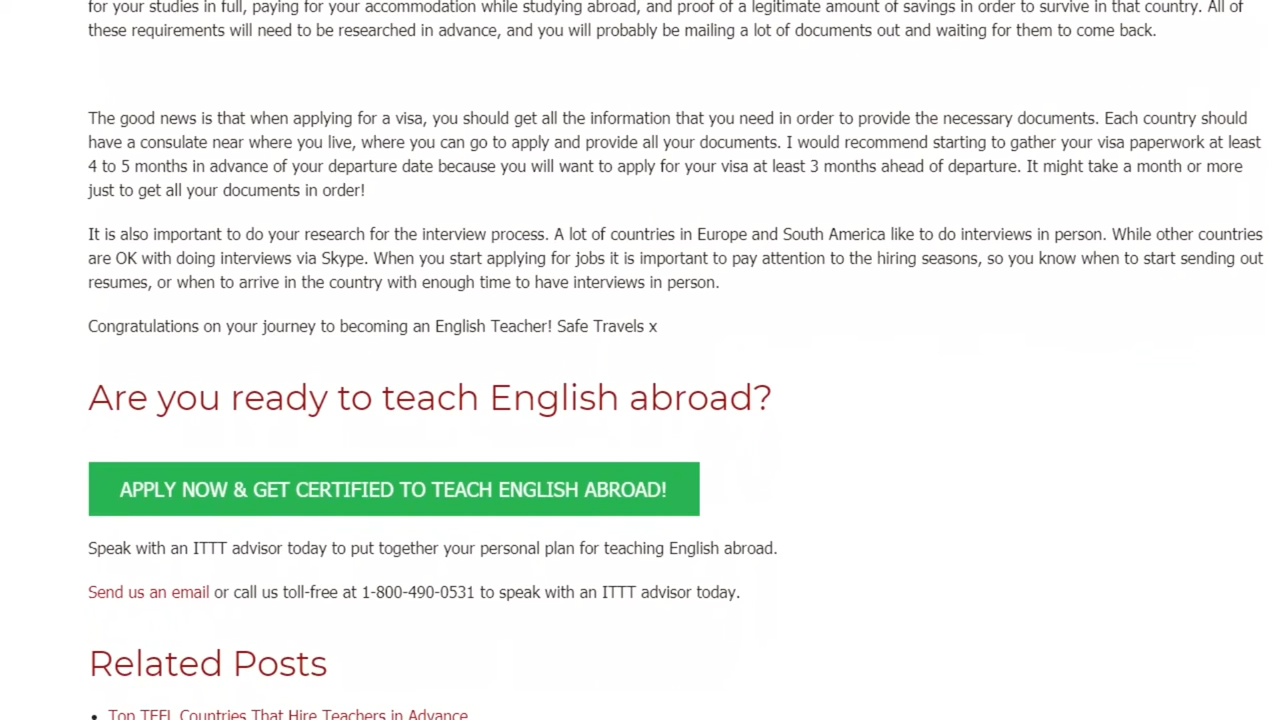 for your studies in full, paying for your accommodation while studying abroad, and proof of a legitimate amount of savings in order to survive in that country. All of
these requirements will need to be researched in advance, and you will probably be mailing a lot of documents out and waiting for them to come back.
The good news is that when applying for a visa, you should get all the information that you need in order to provide the necessary documents. Each country should
have a consulate near where you live, where you can go to apply and provide all your documents. I would recommend starting to gather your visa paperwork at least
4 to 5 months in advance of your departure date because you will want to apply for your visa at least 3 months ahead of departure. It might take a month or more
just to get all your documents in order!
It is also important to do your research for the interview process. A lot of countries in Europe and South America like to do interviews in person. While other countries
are OK with doing interviews via Skype. When you start applying for jobs it is important to pay attention to the hiring seasons, so you know when to start sending out
resumes, or when to arrive in the country with enough time to have interviews in person.
Congratulations on your journey to becoming an English Teacher! Safe Travels x
Are you ready to teach English abroad?
APPLY NOW & GET CERTIFIED TO TEACH ENGLISH ABROAD!
Speak with an ITTT advisor today to put together your personal plan for teaching English abroad.
Send us an email or call us toll-free at 1-800-490-0531 to speak with an ITTT advisor today.
Related Posts
• Top TEFL Countries That Hire Teachers in Advance